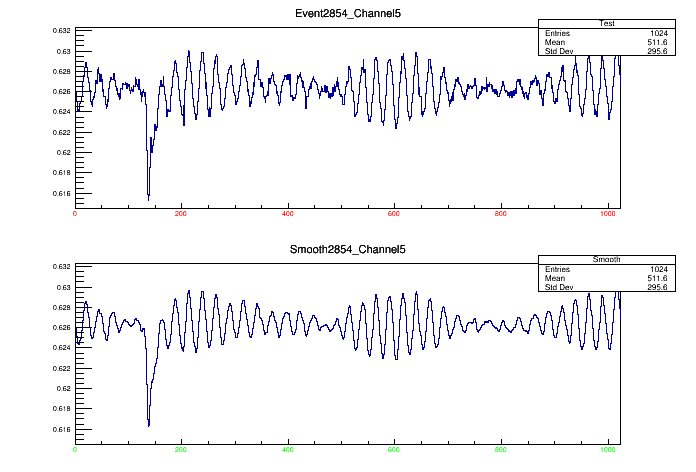 Event2854_Channel5
Test
Entries 1024
Mean 511.6
Std Dev 295.6
0.632
0.63
0.628
0.626
0.624
0.622
0.62
0.618
0.616
0 200 400 600 800 1000
Smooth2854_Channel5
Smooth
Entries 1024
Mean 511.6
Std Dev 295.6
0.632
0.63
0.628
0.626
0.624
0.622
0.62
0.618
0.616
0 200 400 600 800 1000